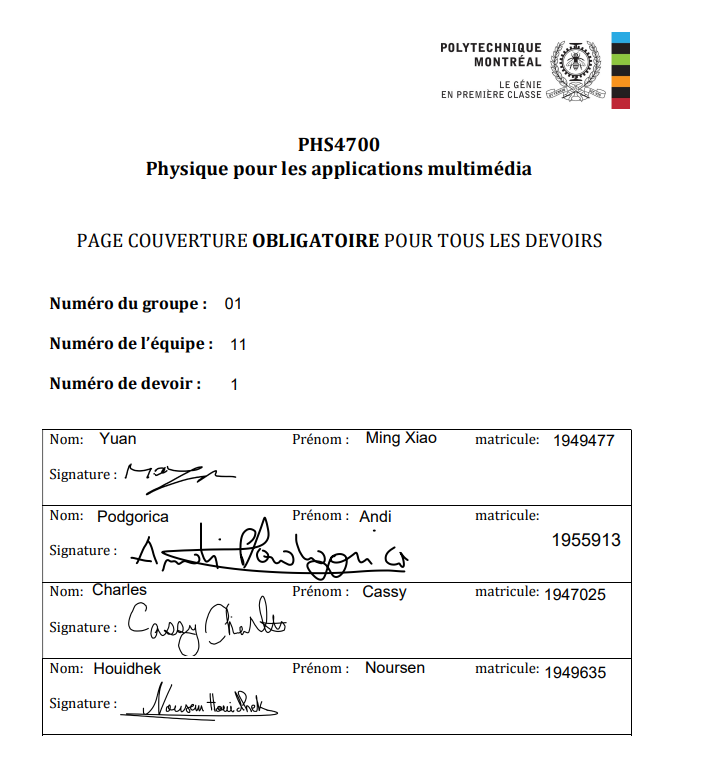 POLYTECHNIQUE
MONTRÉAL
LE GÉNIE
EN PREMIÈRE CLASSE
PHS4700
Physique pour les applications multimédia
PAGE COUVERTURE OBLIGATOIRE POUR TOUS LES DEVOIRS
Numéro du groupe : 01
Numéro de l'équipe : 11
Numéro de devoir : 1
Nom: Yuan Prénom : Ming Xiao matricule: 1949477
Signature :
Nom: Podgorica Prénom : Andi matricule: 1955913
Signature : Andi Podgorica
Nom: Charles Prénom : Cassy matricule: 1947025
Signature : Cassy Charles
Nom: Houidhek Prénom : Noursen matricule: 1949635
Signature : Noursen Houidhek